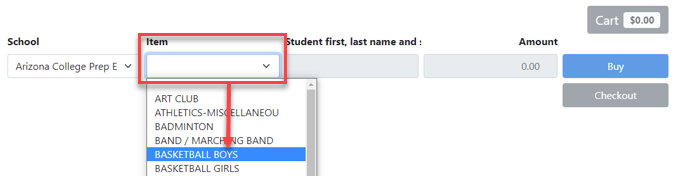 Cart $0.00
School Item Student first, last name and s Amount
Arizona College Prep E 0.00 Buy
Checkout
ART CLUB
ATHLETICS-MISCELLANEOU
BADMINTON
BAND / MARCHING BAND
BASKETBALL BOYS
BASKETBALL GIRLS